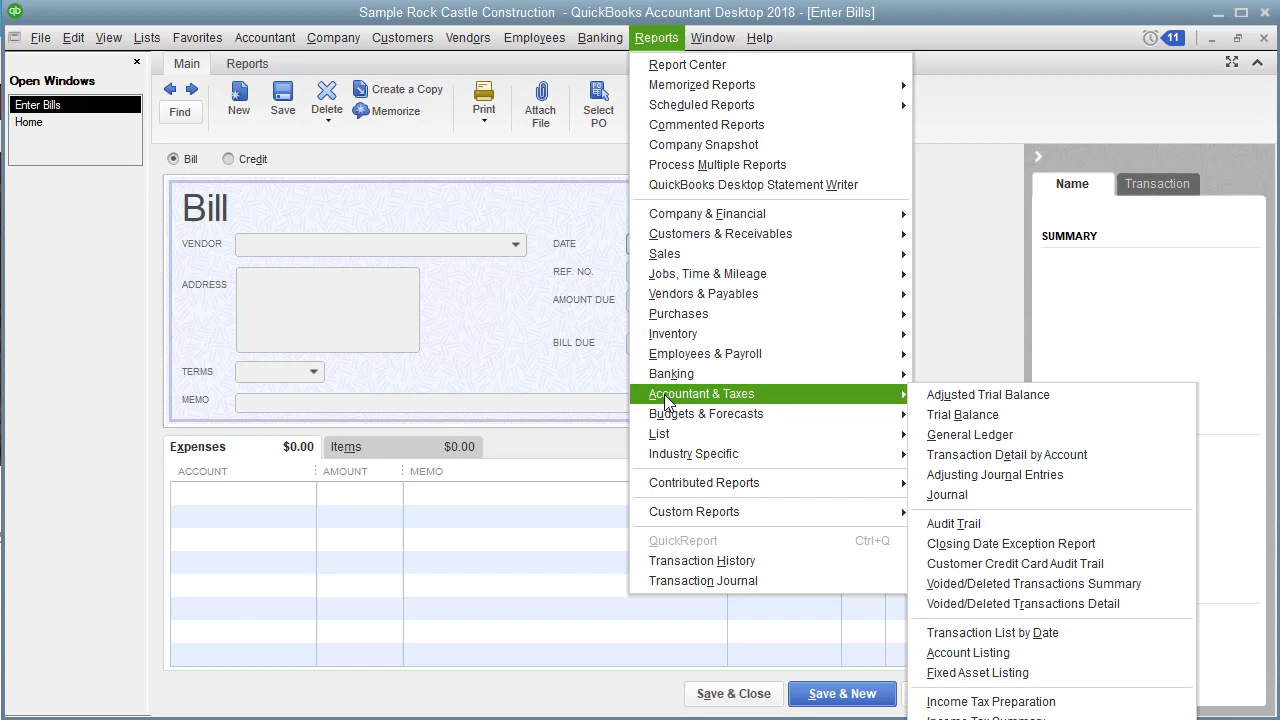 Sample Rock Castle Construction - QuickBooks Accountant Desktop 2018 - [Enter Bills]
File Edit View Lists Favorites Accountant Company Customers Vendors Employees Banking Reports Window Help 11
Open Windows
Enter Bills
Home
Main Reports
Find
New
Save
Delete
Create a Copy
Memorize
Print
Attach
File
Select
PO
Bill Credit
Bill
VENDOR
ADDRESS
TERMS
MEMO
DATE
REF. NO.
AMOUNT DUE
BILL DUE
Expenses $0.00 Items $0.00
ACCOUNT AMOUNT MEMO
Save & Close Save & New
Report Center
Memorized Reports
Scheduled Reports
Commented Reports
Company Snapshot
Process Multiple Reports
QuickBooks Desktop Statement Writer
Company & Financial
Customers & Receivables
Sales
Jobs, Time & Mileage
Vendors & Payables
Purchases
Inventory
Employees & Payroll
Banking
Accountant & Taxes
Budgets & Forecasts
List
Industry Specific
Contributed Reports
Custom Reports
QuickReport Ctrl+Q
Transaction History
Transaction Journal
Adjusted Trial Balance
Trial Balance
General Ledger
Transaction Detail by Account
Adjusting Journal Entries
Journal
Audit Trail
Closing Date Exception Report
Customer Credit Card Audit Trail
Voided/Deleted Transactions Summary
Voided/Deleted Transactions Detail
Transaction List by Date
Account Listing
Fixed Asset Listing
Income Tax Preparation
Income Tax Summary
Name Transaction
SUMMARY